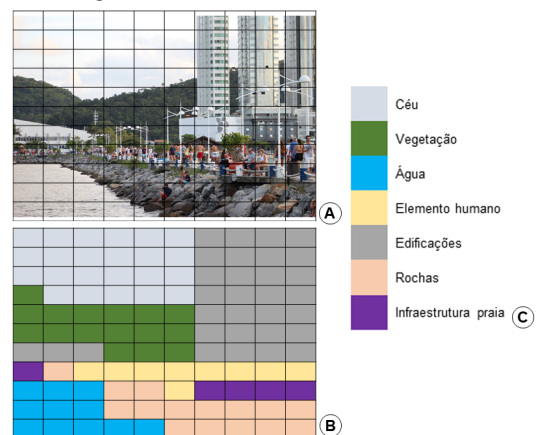 A
Céu
Vegetação
Água
Elemento humano
Edificações
Rochas
Infraestrutura praia
C
B